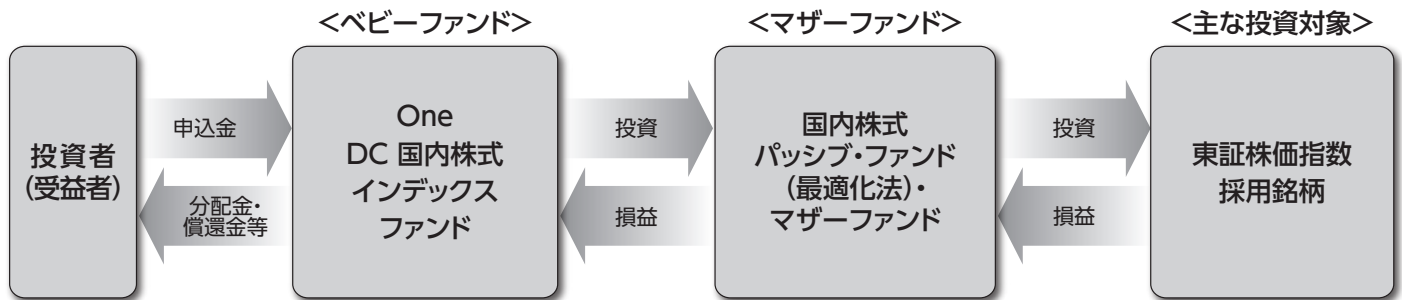 <ベビーファンド>
<マザーファンド>
<主な投資対象>
投資者
(受益者)
申込金
分配金・
償還金等
One
DC 国内株式
インデックス
ファンド
投資
損益
国内株式
パッシブ・ファンド
(最適化法)・
マザーファンド
投資
損益
東証株価指数
採用銘柄